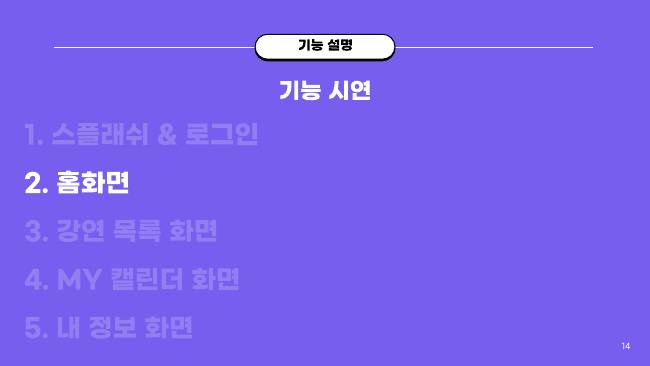 기능 설명
기능 시연
1. 스플래쉬 & 로그인
2. 홈화면
3. 강연 목록 화면
4. MY 캘린더 화면
5. 내 정보 화면
14